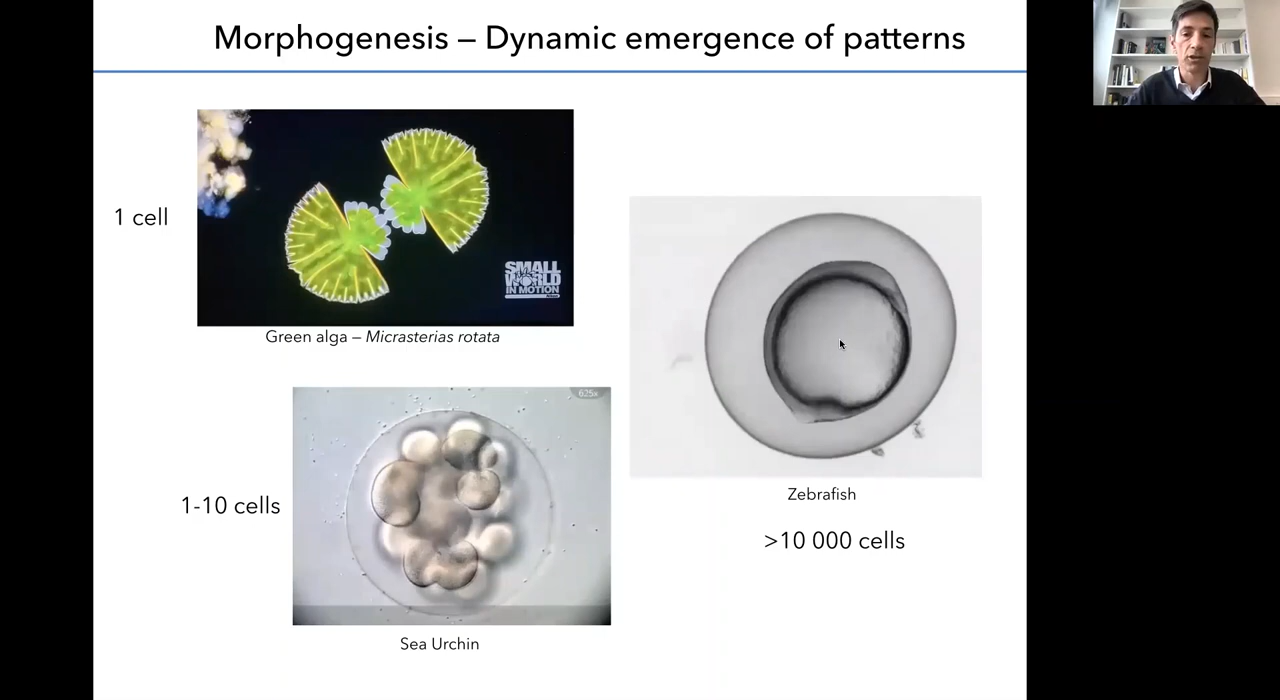 Morphogenesis – Dynamic emergence of patterns
1 cell
SMALL
WORLD
IN MOTION
Green alga – Micrasterias rotata
625x
1-10 cells
Sea Urchin
Zebrafish
>10 000 cells